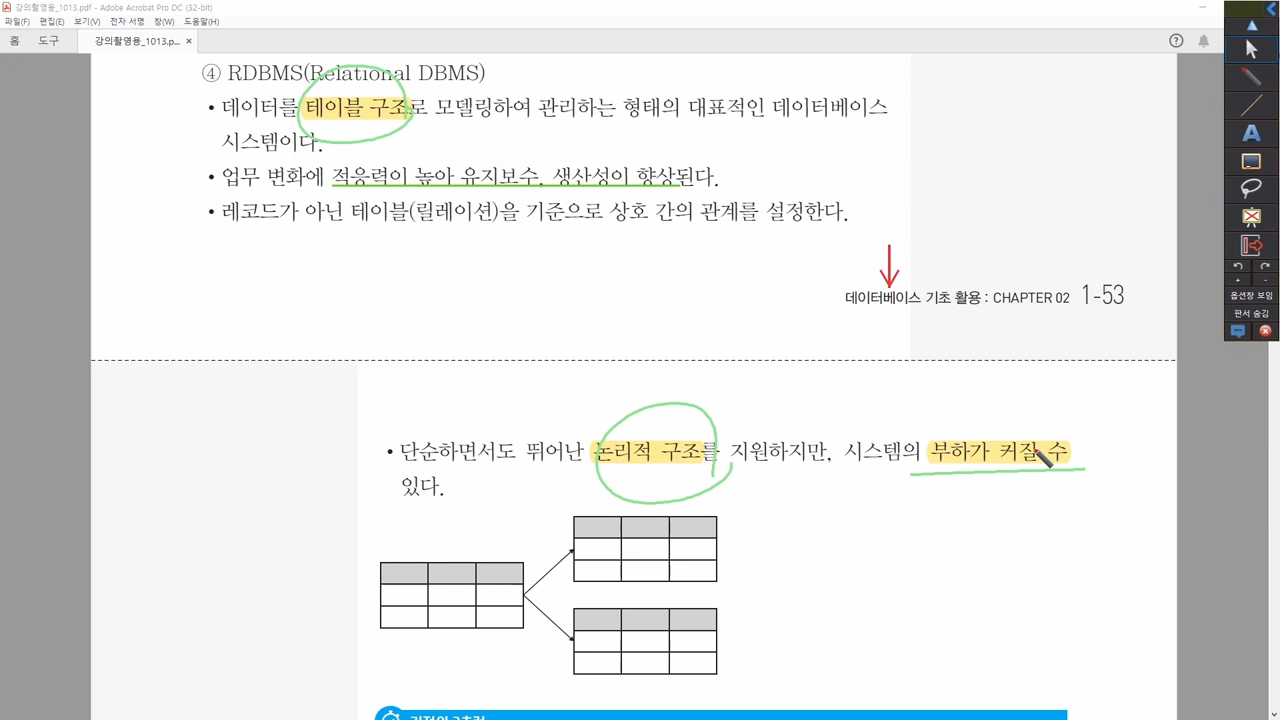 강의촬영용_1013.pdf - Adobe Acrobat Pro DC (32-bit)
파일(F) 편집(E) 보기(V) 전자 서명 창(W) 도움말(H)
홈 도구 강의촬영용_1013.p... ×
④ RDBMS(Relational DBMS)
• 데이터를 테이블 구조로 모델링하여 관리하는 형태의 대표적인 데이터베이스
시스템이다.
• 업무 변화에 적응력이 높아 유지보수, 생산성이 향상된다.
• 레코드가 아닌 테이블(릴레이션)을 기준으로 상호 간의 관계를 설정한다.
데이터베이스 기초 활용 : CHAPTER 02 1-53
• 단순하면서도 뛰어난 논리적 구조를 지원하지만, 시스템의 부하가 커질 수
있다.
옵션장 보임
판서 숨김